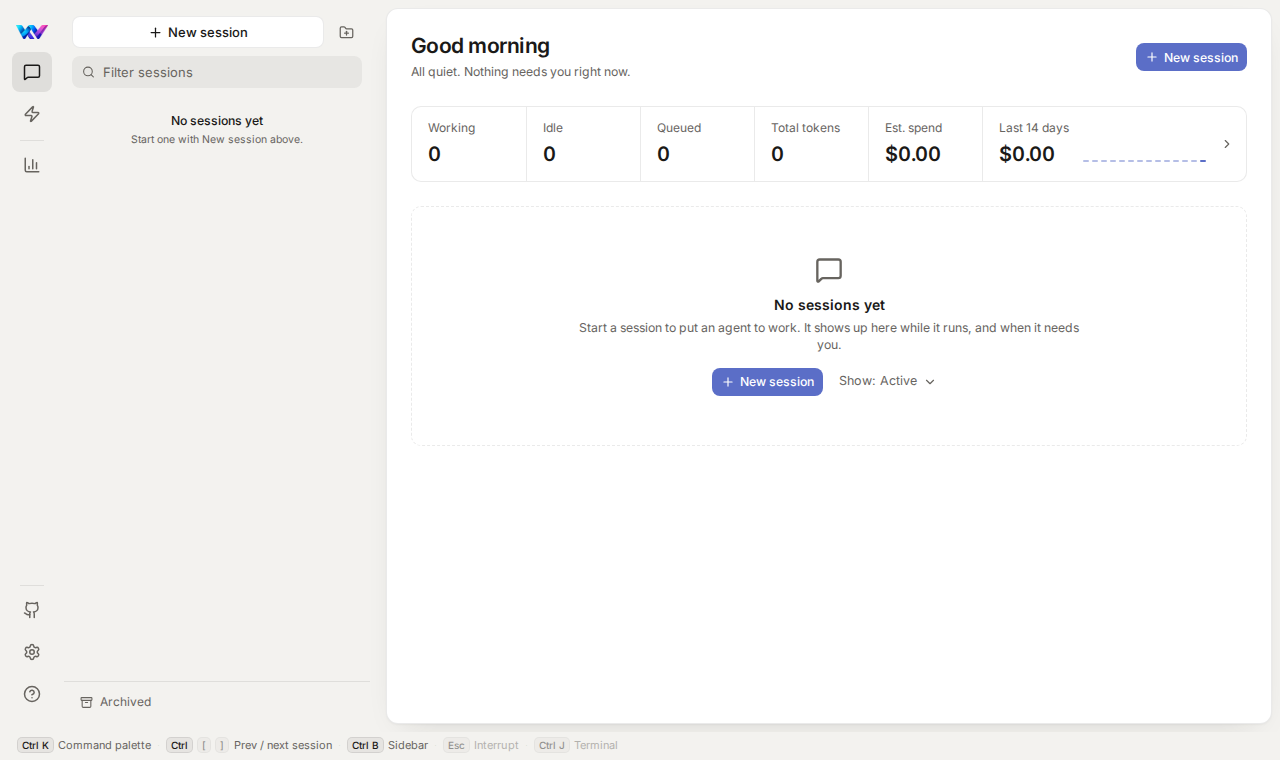 New session
Filter sessions
No sessions yet
Start one with New session above.
Archived
Good morning
All quiet. Nothing needs you right now.
New session
Working
0
Idle
0
Queued
0
Total tokens
0
Est. spend
$0.00
Last 14 days
$0.00
No sessions yet
Start a session to put an agent to work. It shows up here while it runs, and when it needs
you.
New session
Show: Active
Ctrl K Command palette Ctrl [ ] Prev / next session Ctrl B Sidebar Esc Interrupt Ctrl J Terminal